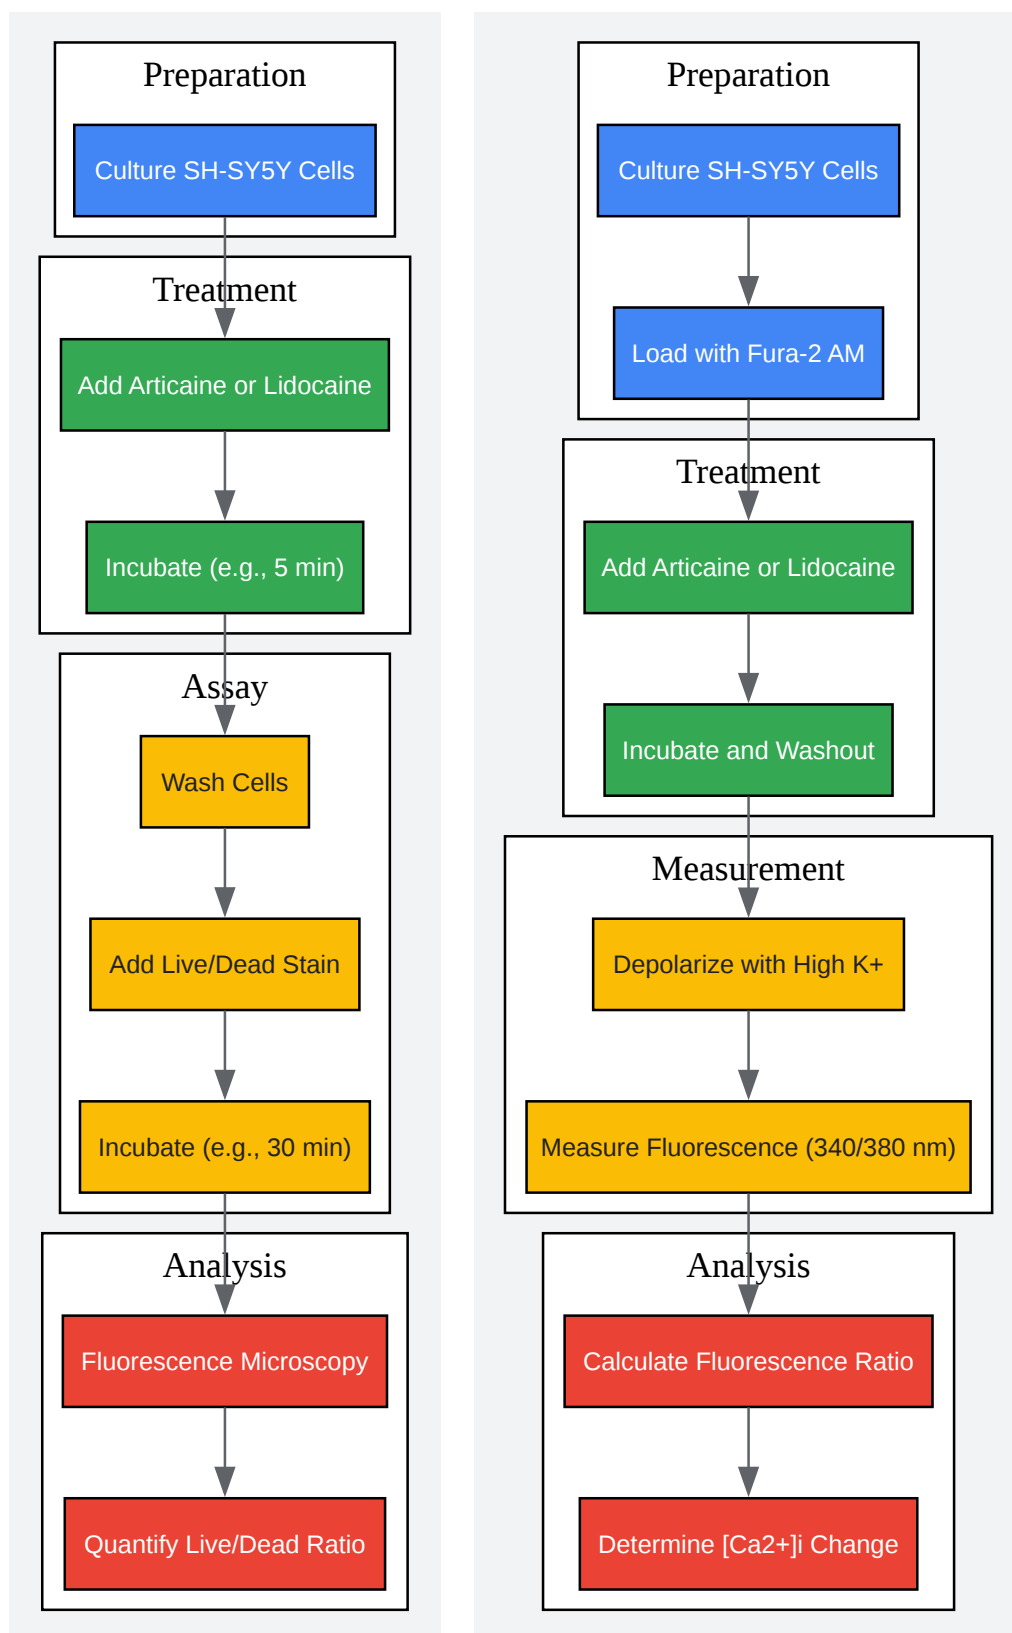 Preparation
Culture SH-SY5Y Cells
Treatment
Add Articaine or Lidocaine
Incubate (e.g., 5 min)
Assay
Wash Cells
Add Live/Dead Stain
Incubate (e.g., 30 min)
Analysis
Fluorescence Microscopy
Quantify Live/Dead Ratio
Preparation
Culture SH-SY5Y Cells
Load with Fura-2 AM
Treatment
Add Articaine or Lidocaine
Incubate and Washout
Measurement
Depolarize with High K+
Measure Fluorescence (340/380 nm)
Analysis
Calculate Fluorescence Ratio
Determine [Ca2+]i Change